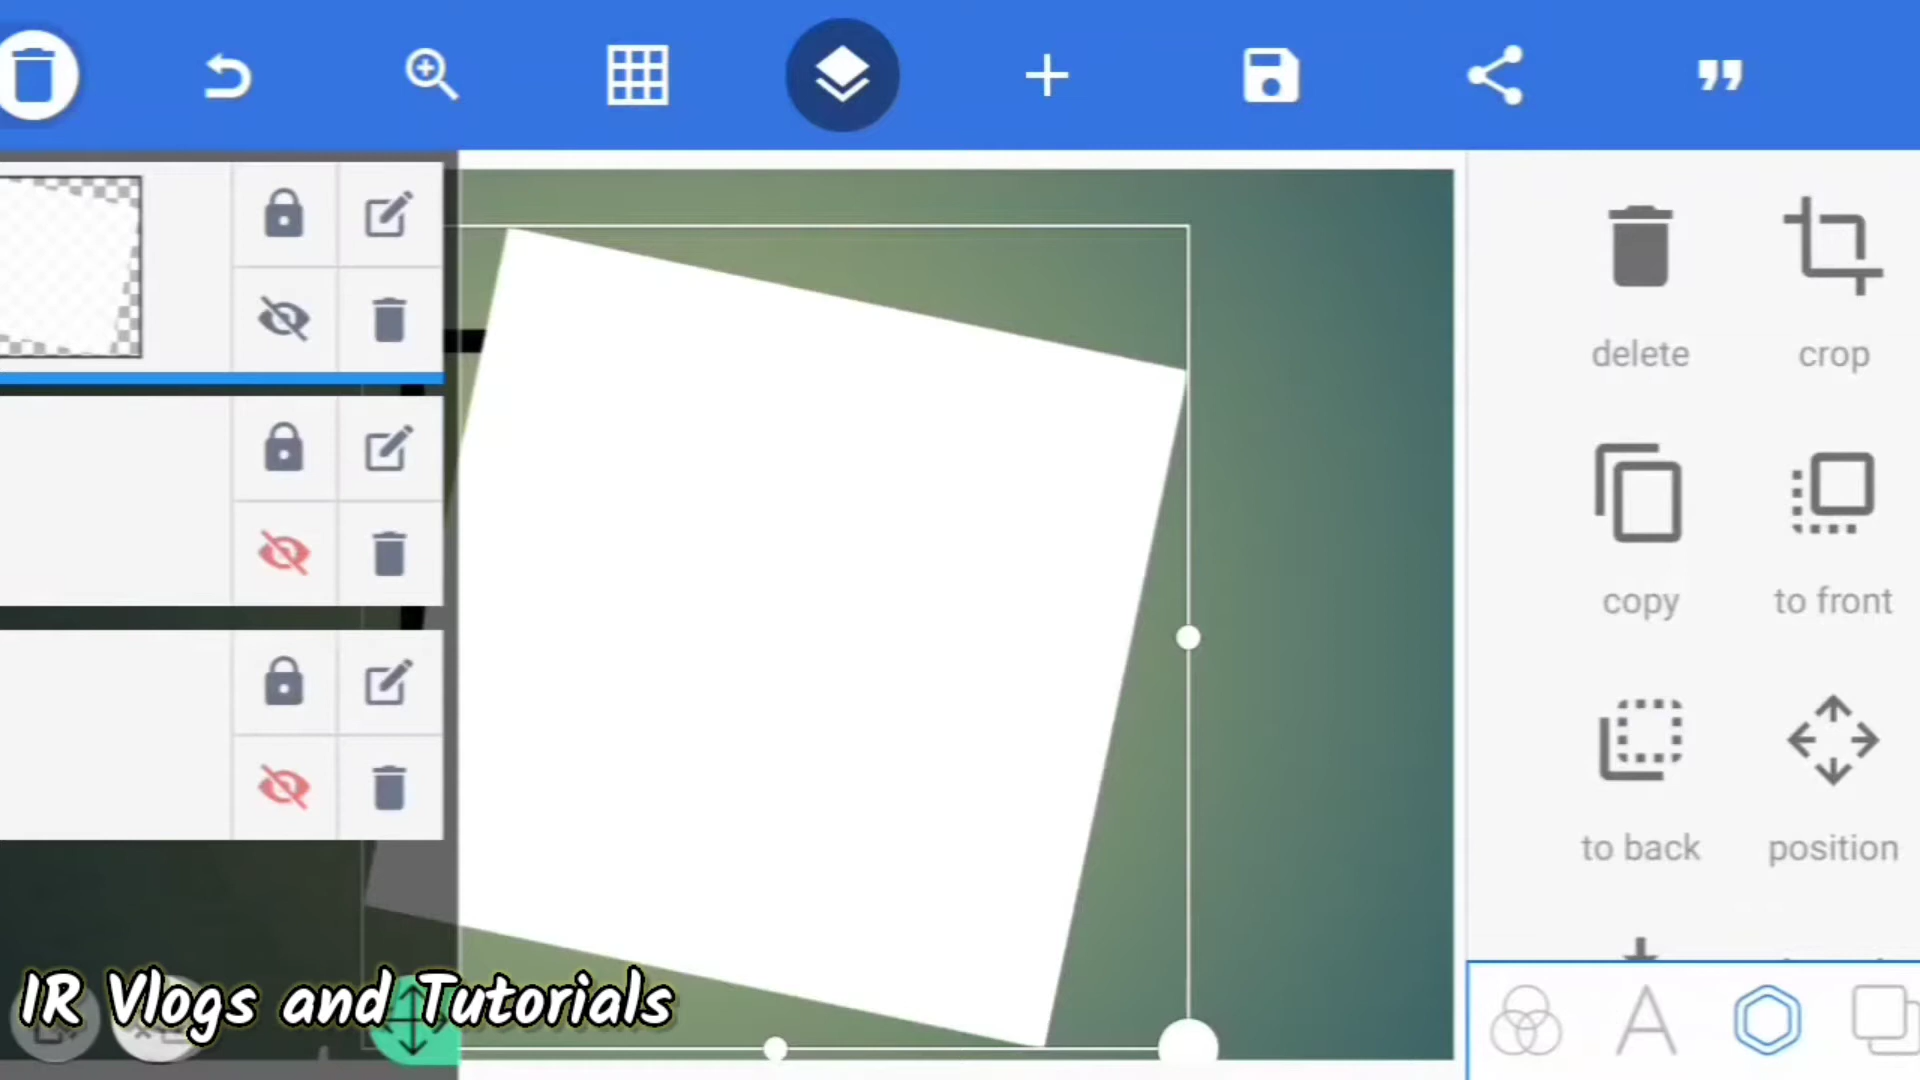 delete
crop
copy
to front
to back
position
IR Vlogs and Tutorials